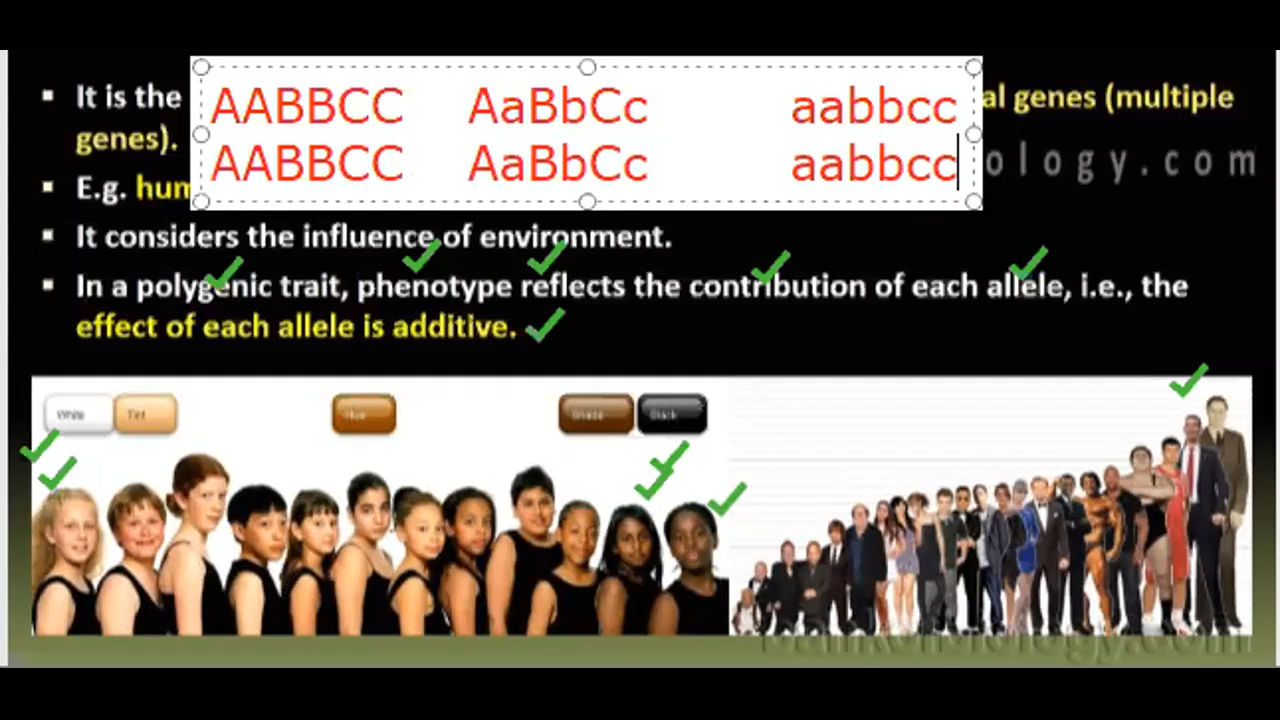 It is the
al genes (multiple
AABBCC AaBbCc aabbcc
genes).
AABBCC AaBbCc aabbcc
ology.com
E.g. hum
It considers the influence of environment.
In a polygenic trait, phenotype reflects the contribution of each allele, i.e., the
effect of each allele is additive.
White Tint Hue Shade Black